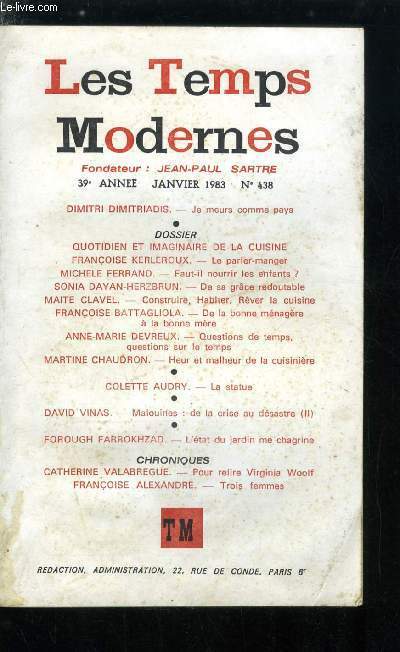 Le-livre.com
Les Temps
Modernes
Fondateur : JEAN-PAUL SARTRE
39e ANNEE JANVIER 1983 N° 438
DIMITRI DIMITRIADIS. — Je meurs comme pays
●
DOSSIER
QUOTIDIEN ET IMAGINAIRE DE LA CUISINE
FRANÇOISE KERLEROUX. — Le parler-manger
MICHELE FERRAND. — Faut-il nourrir les enfants ?
SONIA DAYAN-HERZBRUN. — De sa grâce redoutable
MAITE CLAVEL. — Construire, Habiter, Rêver la cuisine
FRANÇOISE BATTAGLIOLA. — De la bonne ménagère
à la bonne mère
ANNE-MARIE DEVREUX. — Questions de temps,
questions sur le temps
MARTINE CHAUDRON. — Heur et malheur de la cuisinière
●
COLETTE AUDRY. — La statue
●
DAVID VINAS. — Malouines : de la crise au désastre (II)
●
FOROUGH FARROKHZAD. — L'état du jardin me chagrine
CHRONIQUES
CATHERINE VALABREGUE. — Pour relire Virginia Woolf
FRANÇOISE ALEXANDRE. — Trois femmes
TM
REDACTION, ADMINISTRATION, 22, RUE DE CONDE, PARIS 6e